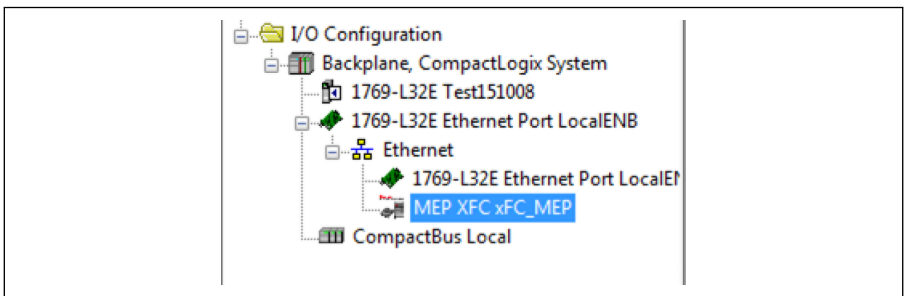 I/O Configuration
Backplane, CompactLogix System
1769-L32E Test151008
1769-L32E Ethernet Port LocalENB
Ethernet
1769-L32E Ethernet Port LocalEN
MEP XFC xFC_MEP
CompactBus Local